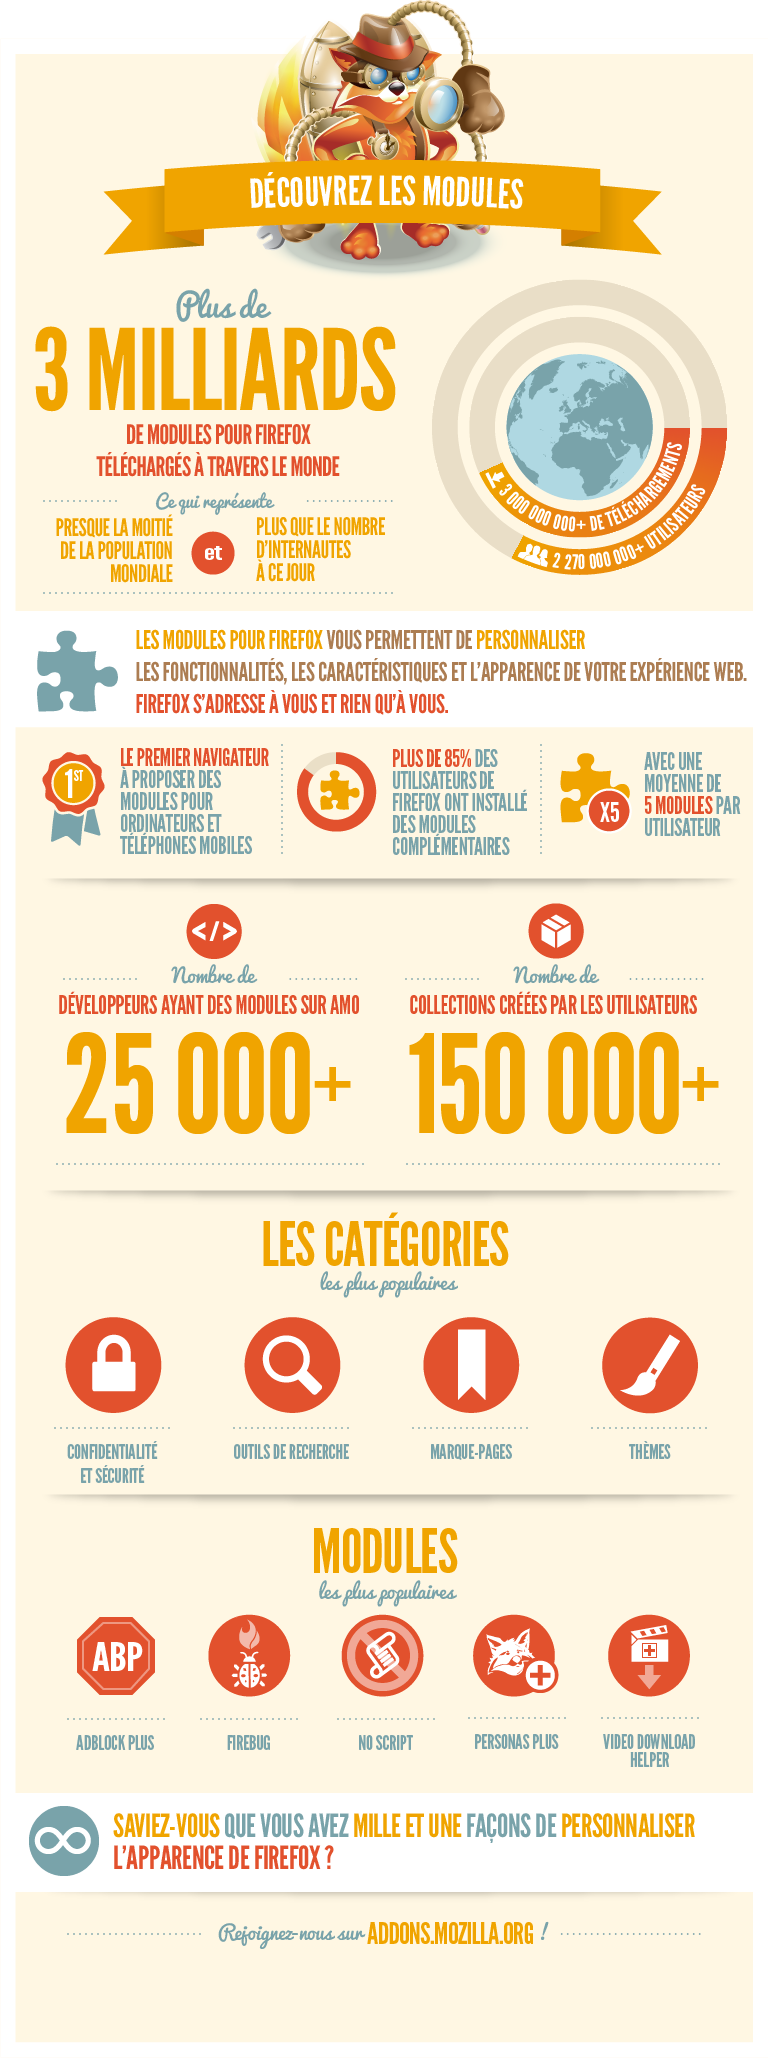 DÉCOUVREZ LES MODULES
Plus de
3 MILLIARDS
DE MODULES POUR FIREFOX
TÉLÉCHARGÉS À TRAVERS LE MONDE
Ce qui représente
PRESQUE LA MOITIÉ
DE LA POPULATION
MONDIALE
et
PLUS QUE LE NOMBRE
D'INTERNAUTES
À CE JOUR
3 000 000 000+ DE TÉLÉCHARGEMENTS
2 270 000 000+ UTILISATEURS
LES MODULES POUR FIREFOX VOUS PERMETTENT DE PERSONNALISER
LES FONCTIONNALITÉS, LES CARACTÉRISTIQUES ET L'APPARENCE DE VOTRE EXPÉRIENCE WEB.
FIREFOX S'ADRESSE À VOUS ET RIEN QU'À VOUS.
1ST
LE PREMIER NAVIGATEUR
À PROPOSER DES
MODULES POUR
ORDINATEURS ET
TÉLÉPHONES MOBILES
PLUS DE 85% DES
UTILISATEURS DE
FIREFOX ONT INSTALLÉ
DES MODULES
COMPLÉMENTAIRES
X5
AVEC UNE
MOYENNE DE
5 MODULES PAR
UTILISATEUR
</>
Nombre de
DÉVELOPPEURS AYANT DES MODULES SUR AMO
25 000+
Nombre de
COLLECTIONS CRÉÉES PAR LES UTILISATEURS
150 000+
LES CATÉGORIES
les plus populaires
CONFIDENTIALITÉ
ET SÉCURITÉ
OUTILS DE RECHERCHE
MARQUE-PAGES
THÈMES
MODULES
les plus populaires
ABP
ADBLOCK PLUS
FIREBUG
NO SCRIPT
PERSONAS PLUS
VIDEO DOWNLOAD
HELPER
SAVIEZ-VOUS QUE VOUS AVEZ MILLE ET UNE FAÇONS DE PERSONNALISER
L'APPARENCE DE FIREFOX ?
Rejoignez-nous sur ADDONS.MOZILLA.ORG !